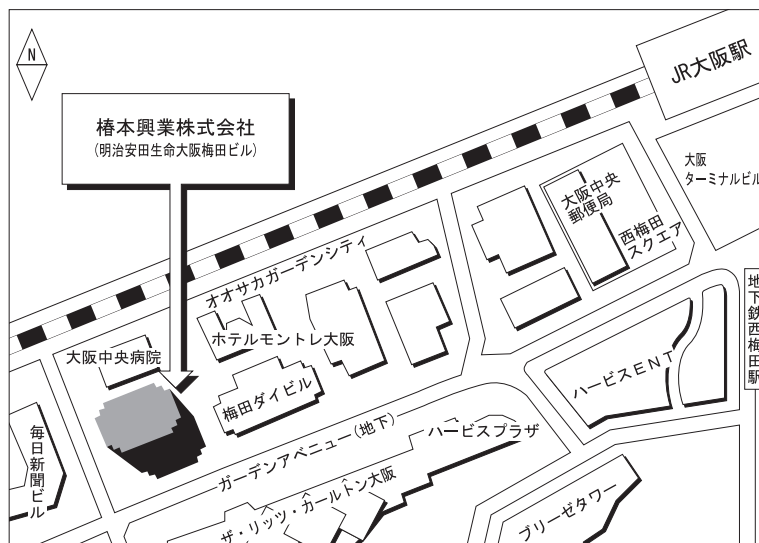 N
JR大阪駅
椿本興業株式会社
(明治安田生命大阪梅田ビル)
大阪
ターミナルビル
大阪中央
郵便局
西梅田
スクエア
オオサカガーデンシティ
地下鉄西梅田駅
大阪中央病院
ホテルモントレ大阪
ハービスENT
梅田ダイビル
毎日新聞ビル
ガーデンアベニュー(地下)
ハービスプラザ
ザ・リッツ・カールトン大阪
ブリーゼタワー